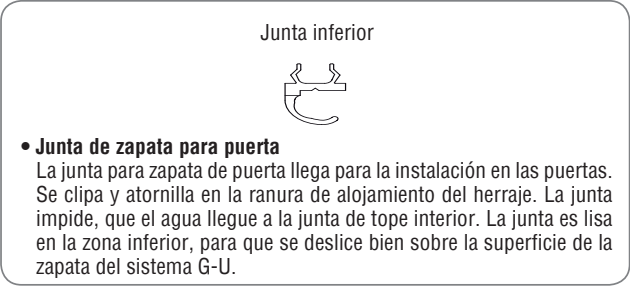 Junta inferior
• Junta de zapata para puerta
La junta para zapata de puerta llega para la instalación en las puertas.
Se clipa y atornilla en la ranura de alojamiento del herraje. La junta
impide, que el agua llegue a la junta de tope interior. La junta es lisa
en la zona inferior, para que se deslice bien sobre la superficie de la
zapata del sistema G-U.